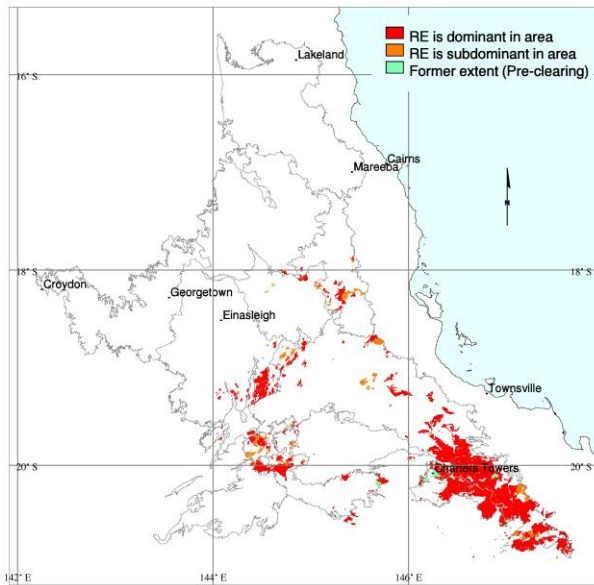 RE is dominant in area
RE is subdominant in area
Former extent (Pre-clearing)
Lakeland
16° S
Cairns
Mareeba
N
18° S
18° S
Croydon
Georgetown
Einasleigh
Townsville
20° S
Charters Towers
20° S
142° E
144° E
146° E